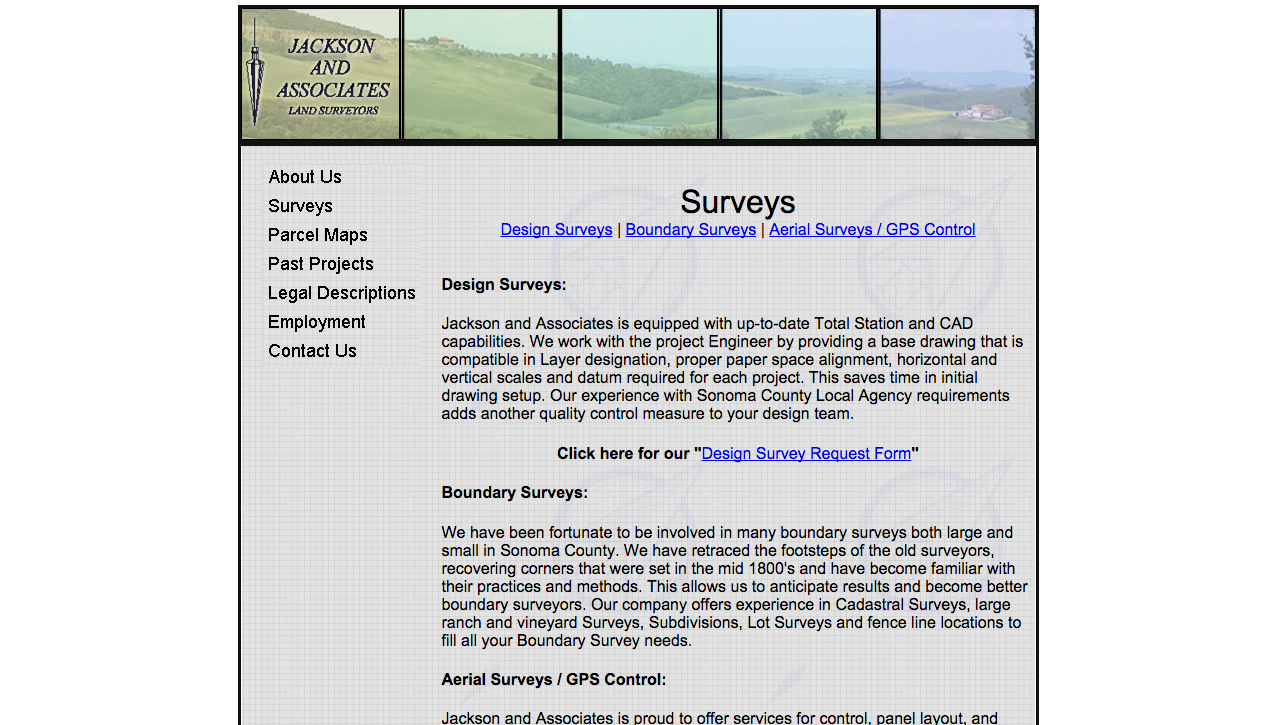 JACKSON
AND
ASSOCIATES
LAND SURVEYORS
About Us
Surveys
Parcel Maps
Past Projects
Legal Descriptions
Employment
Contact Us
Surveys
Design Surveys | Boundary Surveys | Aerial Surveys / GPS Control
Design Surveys:
Jackson and Associates is equipped with up-to-date Total Station and CAD
capabilities. We work with the project Engineer by providing a base drawing that is
compatible in Layer designation, proper paper space alignment, horizontal and
vertical scales and datum required for each project. This saves time in initial
drawing setup. Our experience with Sonoma County Local Agency requirements
adds another quality control measure to your design team.
Click here for our "Design Survey Request Form"
Boundary Surveys:
We have been fortunate to be involved in many boundary surveys both large and
small in Sonoma County. We have retraced the footsteps of the old surveyors,
recovering corners that were set in the mid 1800's and have become familiar with
their practices and methods. This allows us to anticipate results and become better
boundary surveyors. Our company offers experience in Cadastral Surveys, large
ranch and vineyard Surveys, Subdivisions, Lot Surveys and fence line locations to
fill all your Boundary Survey needs.
Aerial Surveys / GPS Control:
Jackson and Associates is proud to offer services for control, panel layout, and